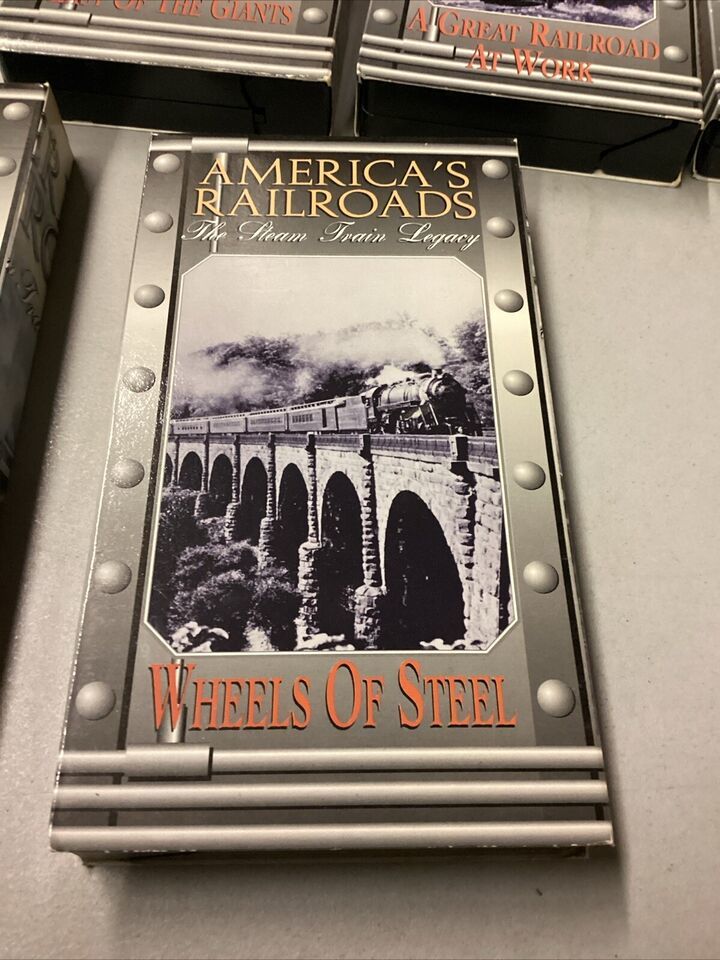 OF THE GIANTS
A GREAT RAILROAD
AT WORK
AMERICA'S
RAILROADS
The Steam Train Legacy
WHEELS OF STEEL